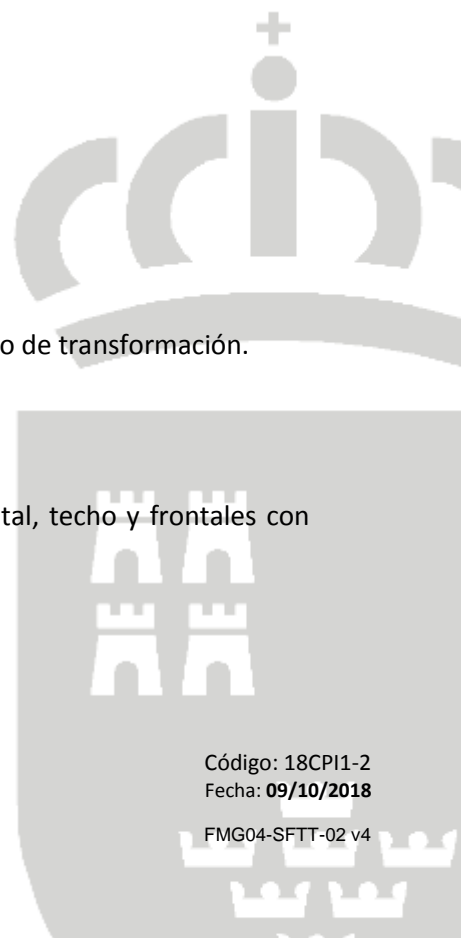 o de transformación.
tal, techo y frontales con
Código: 18CPI1-2
Fecha: 09/10/2018
FMG04-SFTT-02 v4